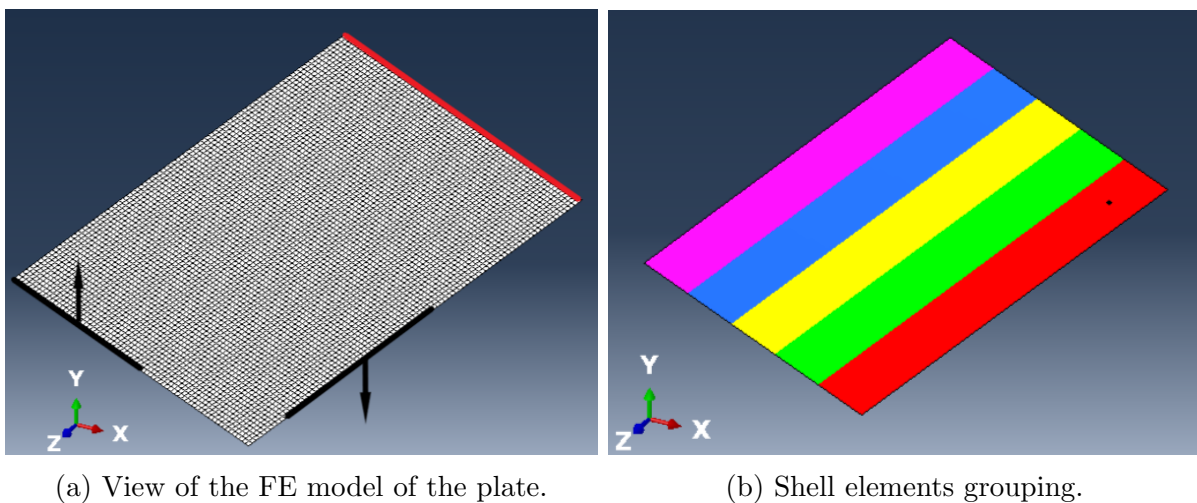 Y
Z
X
Y
Z
X
(a) View of the FE model of the plate.
(b) Shell elements grouping.